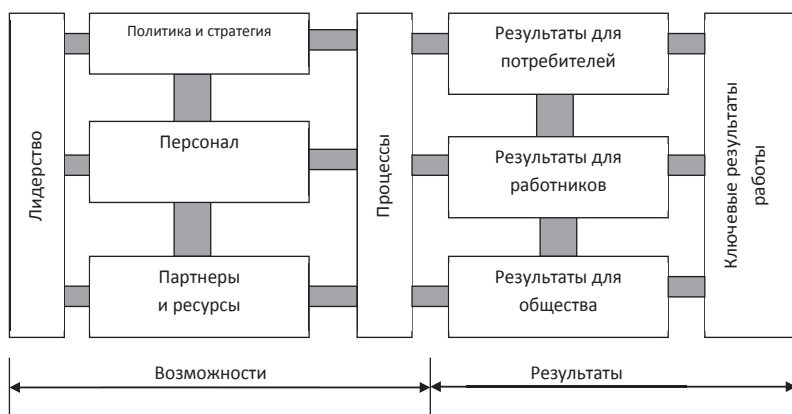 Лидерство
Политика и стратегия
Персонал
Партнеры
и ресурсы
Процессы
Результаты для
потребителей
Результаты для
работников
Результаты для
общества
Ключевые результаты
работы
Возможности
Результаты